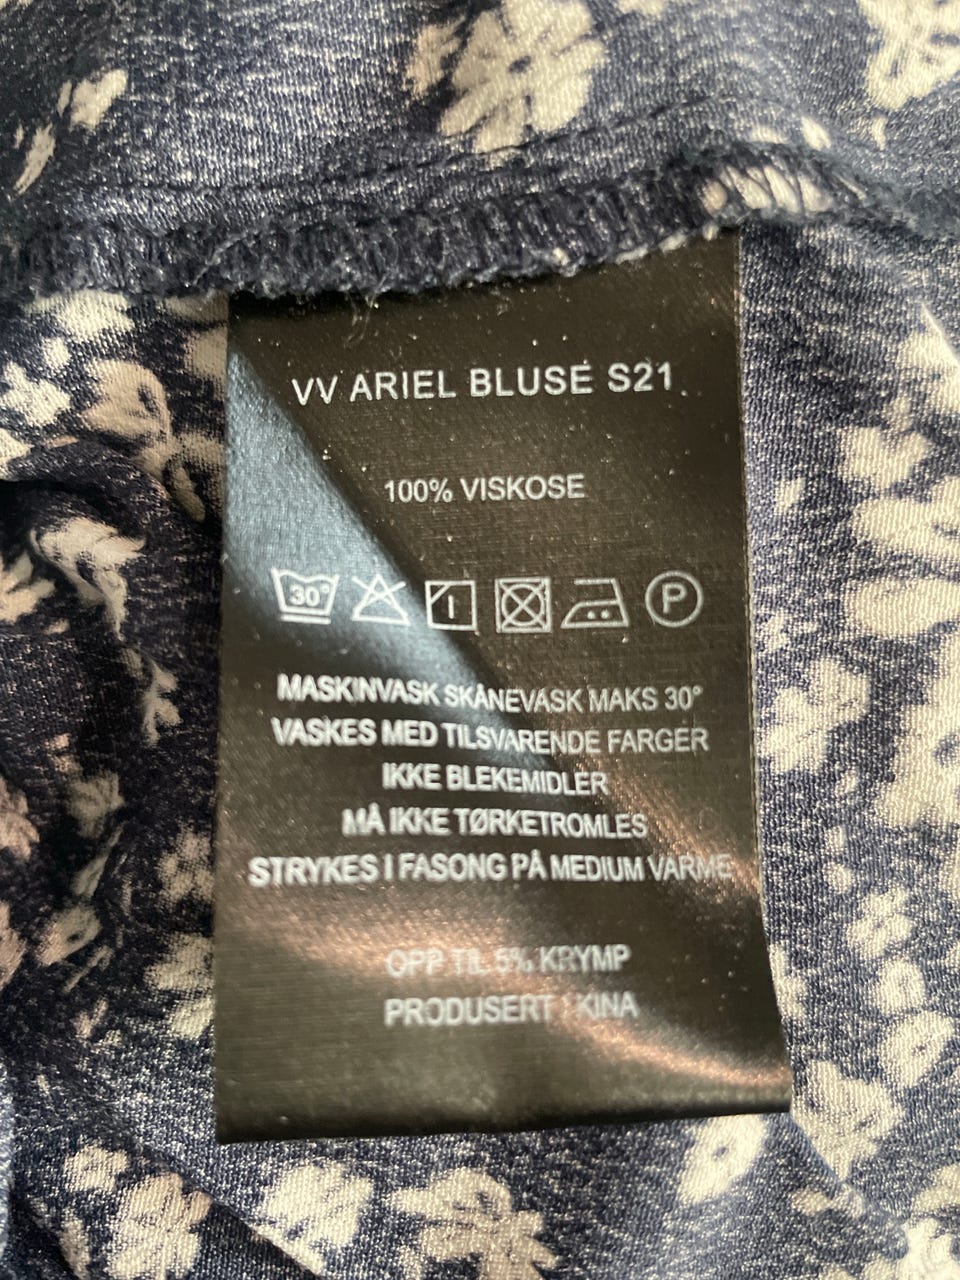 VV ARIEL BLUSE S21
100% VISKOSE
30° P
MASKINVASK SKÅNEVASK MAKS 30°
VASKES MED TILSVARENDE FARGER
IKKE BLEKEMIDLER
MÅ IKKE TØRKETROMLES
STRYKES I FASONG PÅ MEDIUM VARME
OPP TIL 5% KRYMP
PRODUSERT I KINA